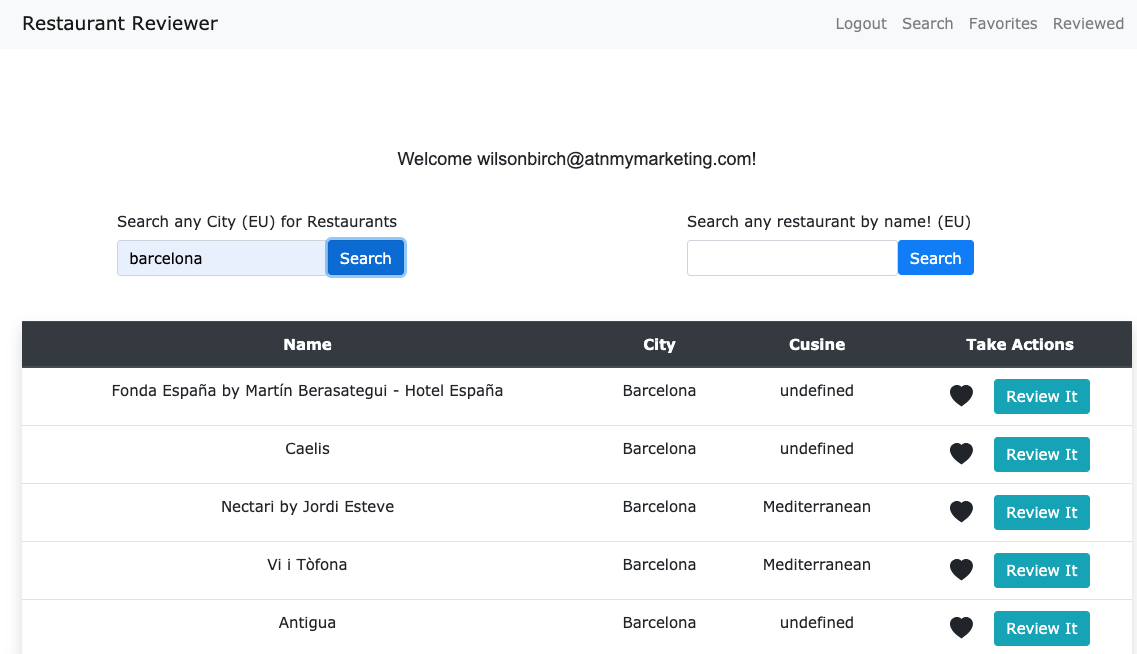 Restaurant Reviewer
Logout Search Favorites Reviewed
Welcome wilsonbirch@atnmymarketing.com!
Search any City (EU) for Restaurants
barcelona Search
Search any restaurant by name! (EU)
Search
Name City Cusine Take Actions
Fonda España by Martín Berasategui - Hotel España Barcelona undefined Review It
Caelis Barcelona undefined Review It
Nectari by Jordi Esteve Barcelona Mediterranean Review It
Vi i Tòfona Barcelona Mediterranean Review It
Antigua Barcelona undefined Review It